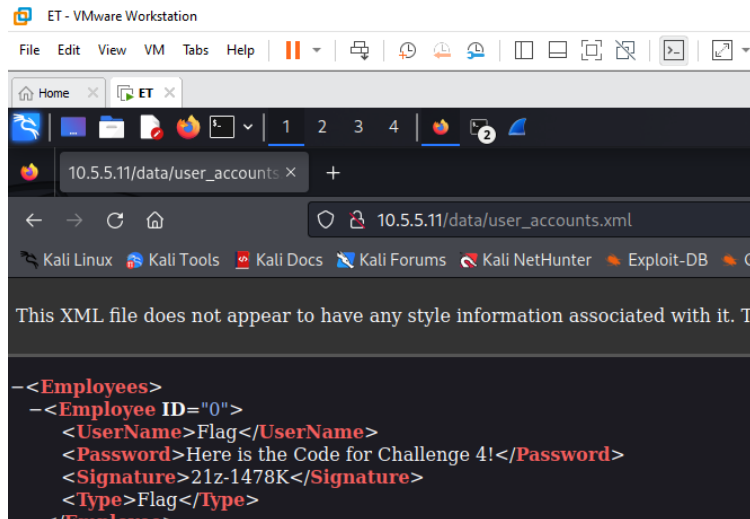 ET - VMware Workstation
File Edit View VM Tabs Help
Home ET
1 2 3 4 2
10.5.5.11/data/user_accounts
10.5.5.11/data/user_accounts.xml
Kali Linux Kali Tools Kali Docs Kali Forums Kali NetHunter Exploit-DB
This XML file does not appear to have any style information associated with it. T
−<Employees>
−<Employee ID="0">
<UserName>Flag</UserName>
<Password>Here is the Code for Challenge 4!</Password>
<Signature>21z-1478K</Signature>
<Type>Flag</Type>
</Employee>